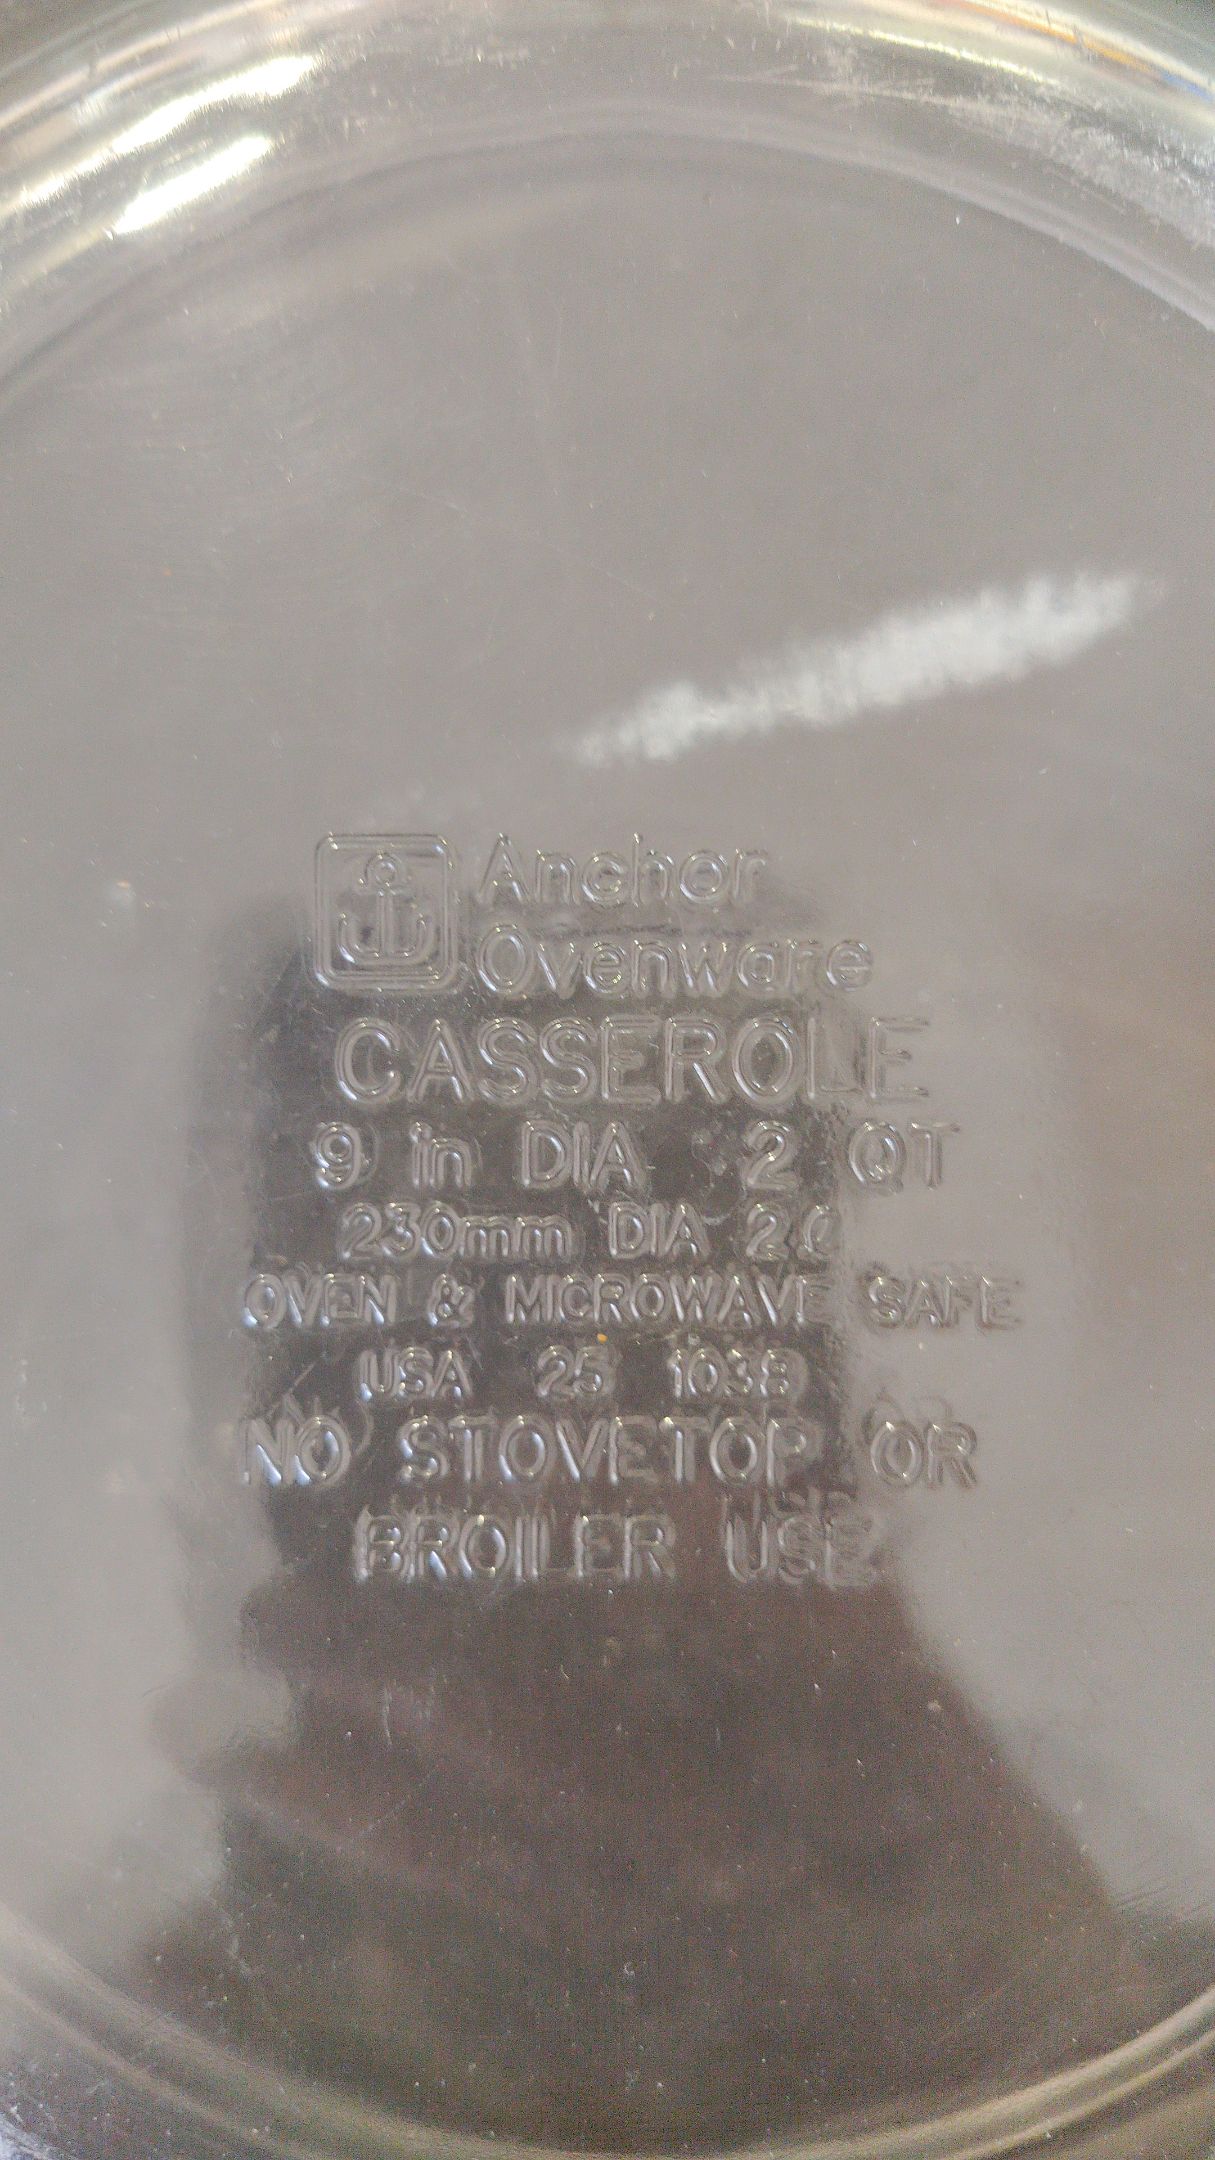 Anchor
Ovenware
CASSEROLE
9 in DIA 2 QT
230mm DIA 2ℓ
OVEN & MICROWAVE SAFE
USA 25 1038
NO STOVETOP OR
BROILER USE